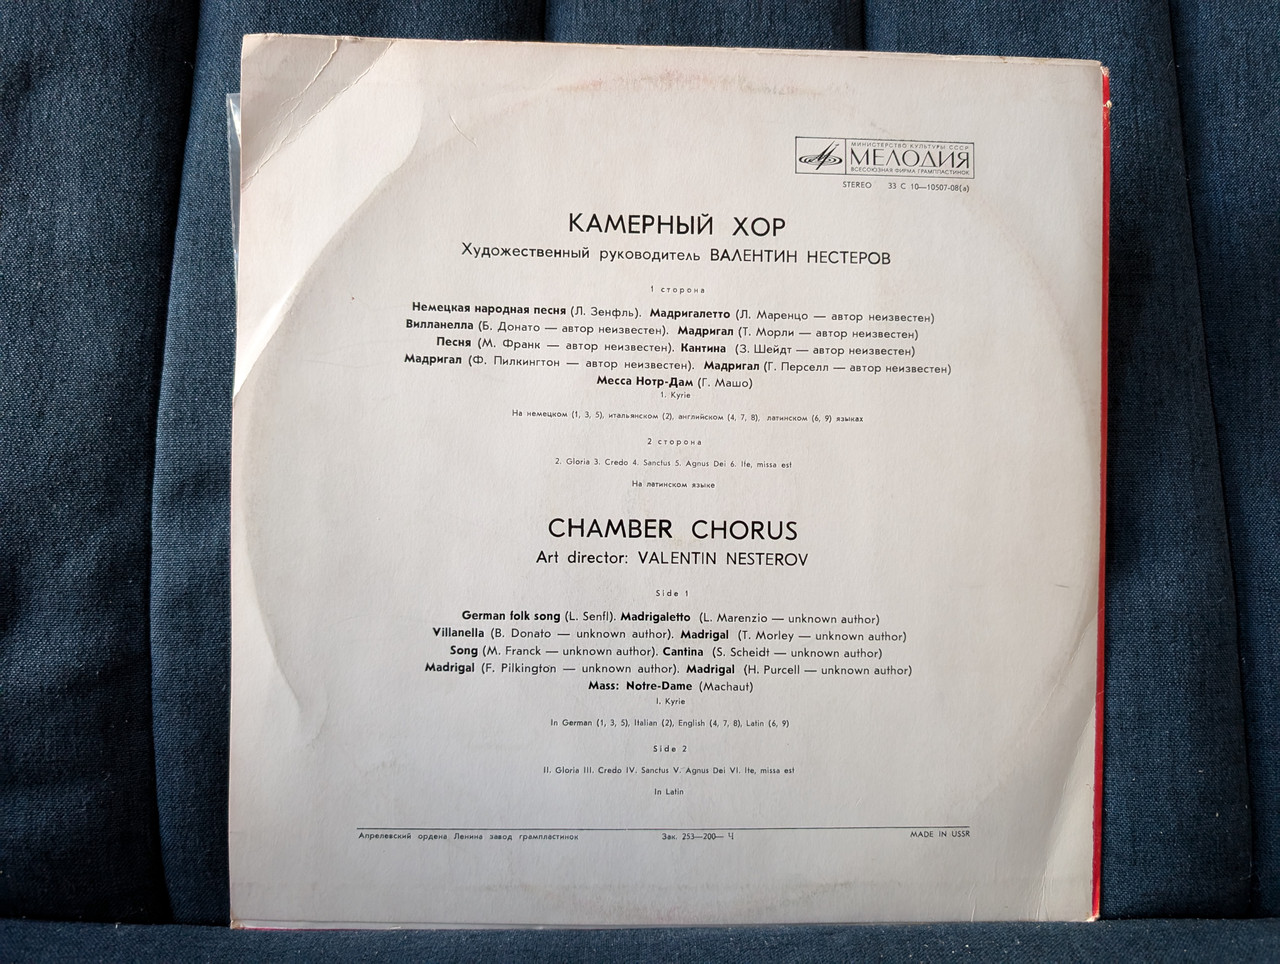 МИНИСТЕРСТВО КУЛЬТУРЫ СССР
МЕЛОДИЯ
ВСЕСОЮЗНАЯ ФИРМА ГРАМПЛАСТИНОК
STEREO 33 С 10—10507-08(а)
КАМЕРНЫЙ ХОР
Художественный руководитель ВАЛЕНТИН НЕСТЕРОВ
1 сторона
Немецкая народная песня (Л. Зенфль). Мадригалетто (Л. Маренцо — автор неизвестен)
Вилланелла (Б. Донато — автор неизвестен). Мадригал (Т. Морли — автор неизвестен)
Песня (М. Франк — автор неизвестен). Кантина (З. Шейдт — автор неизвестен)
Мадригал (Ф. Пилкингтон — автор неизвестен). Мадригал (Г. Перселл — автор неизвестен)
Месса Нотр-Дам (Г. Машо)
1. Kyrie
На немецком (1, 3, 5), итальянском (2), английском (4, 7, 8), латинском (6, 9) языках
2 сторона
2. Gloria 3. Credo 4. Sanctus 5. Agnus Dei 6. Ite, missa est
На латинском языке
CHAMBER CHORUS
Art director: VALENTIN NESTEROV
Side 1
German folk song (L. Senfl). Madrigaletto (L. Marenzio — unknown author)
Villanella (B. Donato — unknown author). Madrigal (T. Morley — unknown author)
Song (M. Franck — unknown author). Cantina (S. Scheidt — unknown author)
Madrigal (F. Pilkington — unknown author). Madrigal (H. Purcell — unknown author)
Mass: Notre-Dame (Machaut)
I. Kyrie
In German (1, 3, 5), Italian (2), English (4, 7, 8), Latin (6, 9)
Side 2
II. Gloria III. Credo IV. Sanctus V. Agnus Dei VI. Ite, missa est
In Latin
Апрелевский ордена Ленина завод грампластинок Зак. 253—200— Ч MADE IN USSR